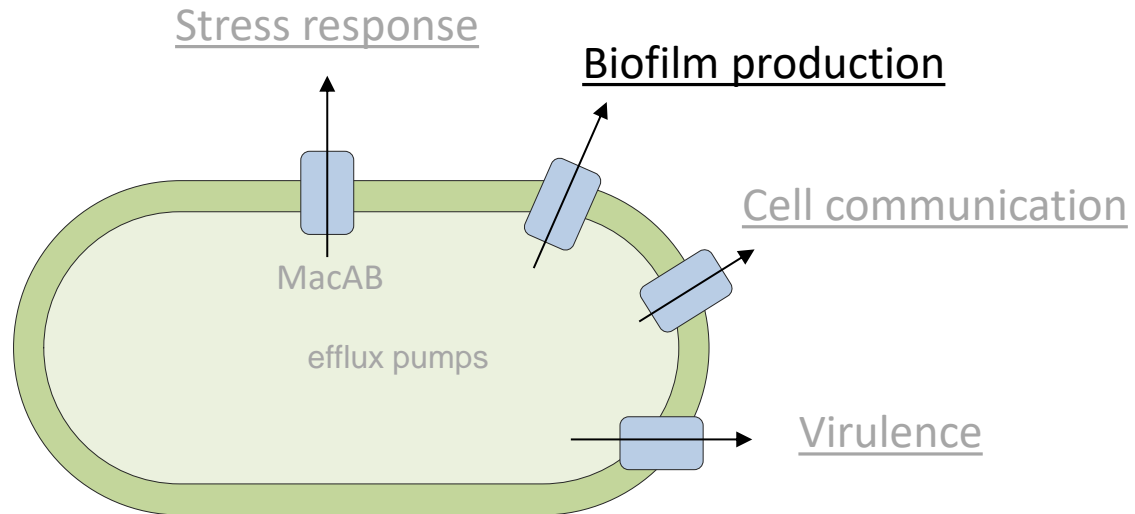 Stress response
Biofilm production
Cell communication
MacAB
efflux pumps
Virulence